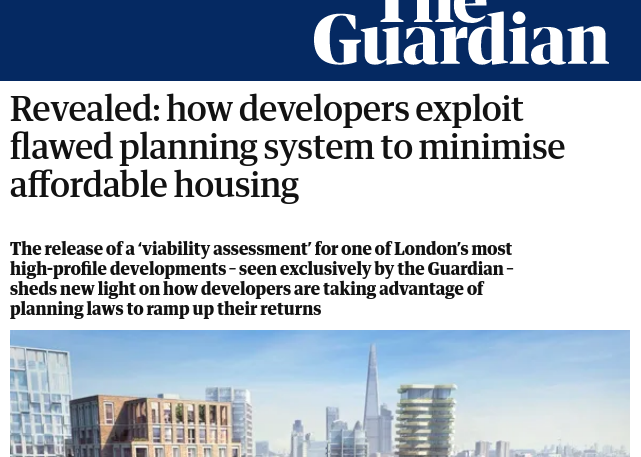 The
Guardian
Revealed: how developers exploit
flawed planning system to minimise
affordable housing
The release of a ‘viability assessment’ for one of London’s most
high-profile developments – seen exclusively by the Guardian –
sheds new light on how developers are taking advantage of
planning laws to ramp up their returns